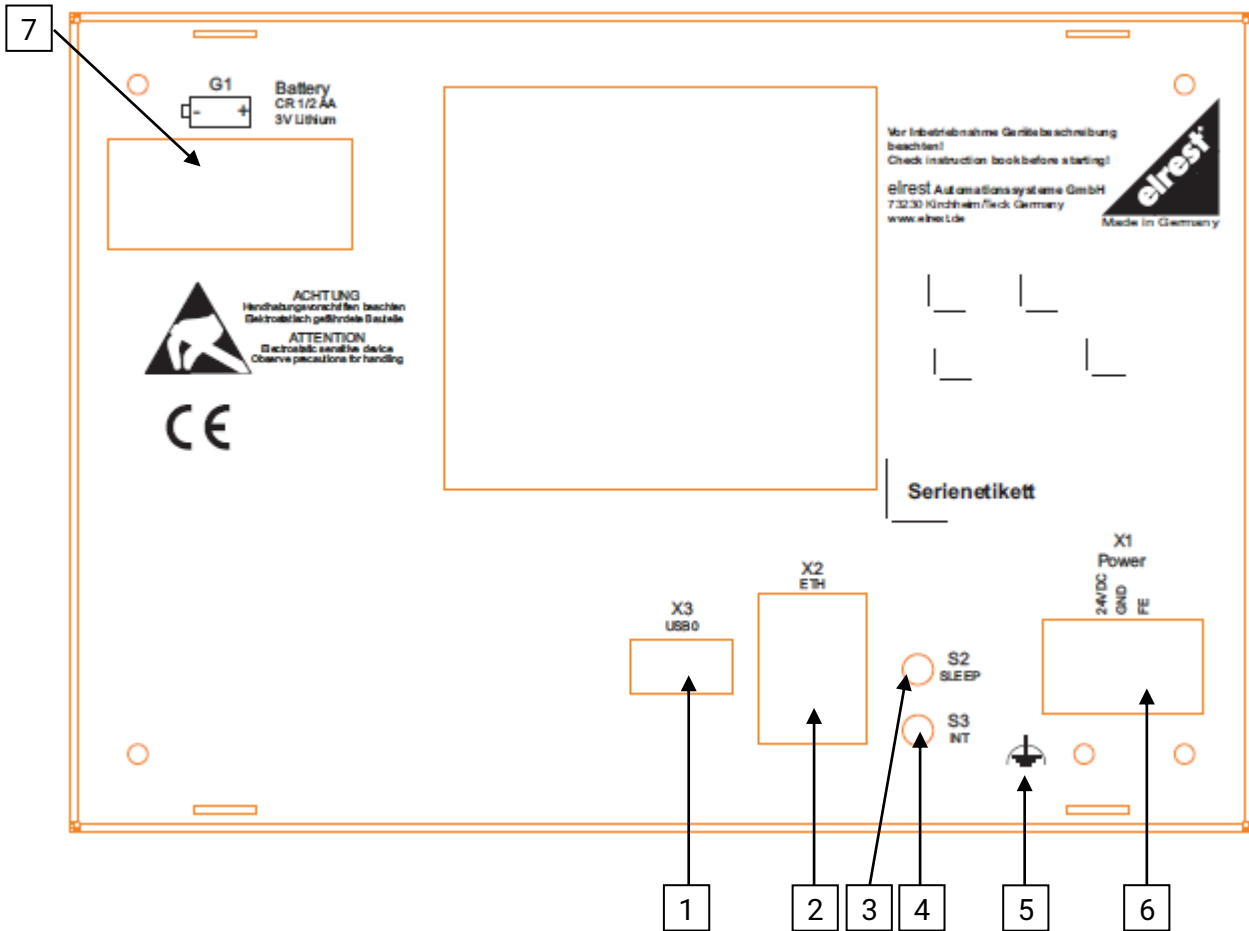 7
G1
- +
Battery
CR 1/2 AA
3V Lithium
Vor Inbetriebnahme Gerätebeschreibung
beachten!
Check instruction book before starting!
elrest Automationssysteme GmbH
73230 Kirchheim/Teck Germany
www.elrest.de
elrest
Made in Germany
ACHTUNG
Handhabungsvorschriften beachten
Elektrostatisch gefährdete Bauteile
ATTENTION
Electrostatic sensitive device
Observe precautions for handling
CE
Serienetikett
X1
Power
24VDC
GND
FE
X2
ETH
X3
USB0
S2
SLEEP
S3
INT
1
2
3
4
5
6